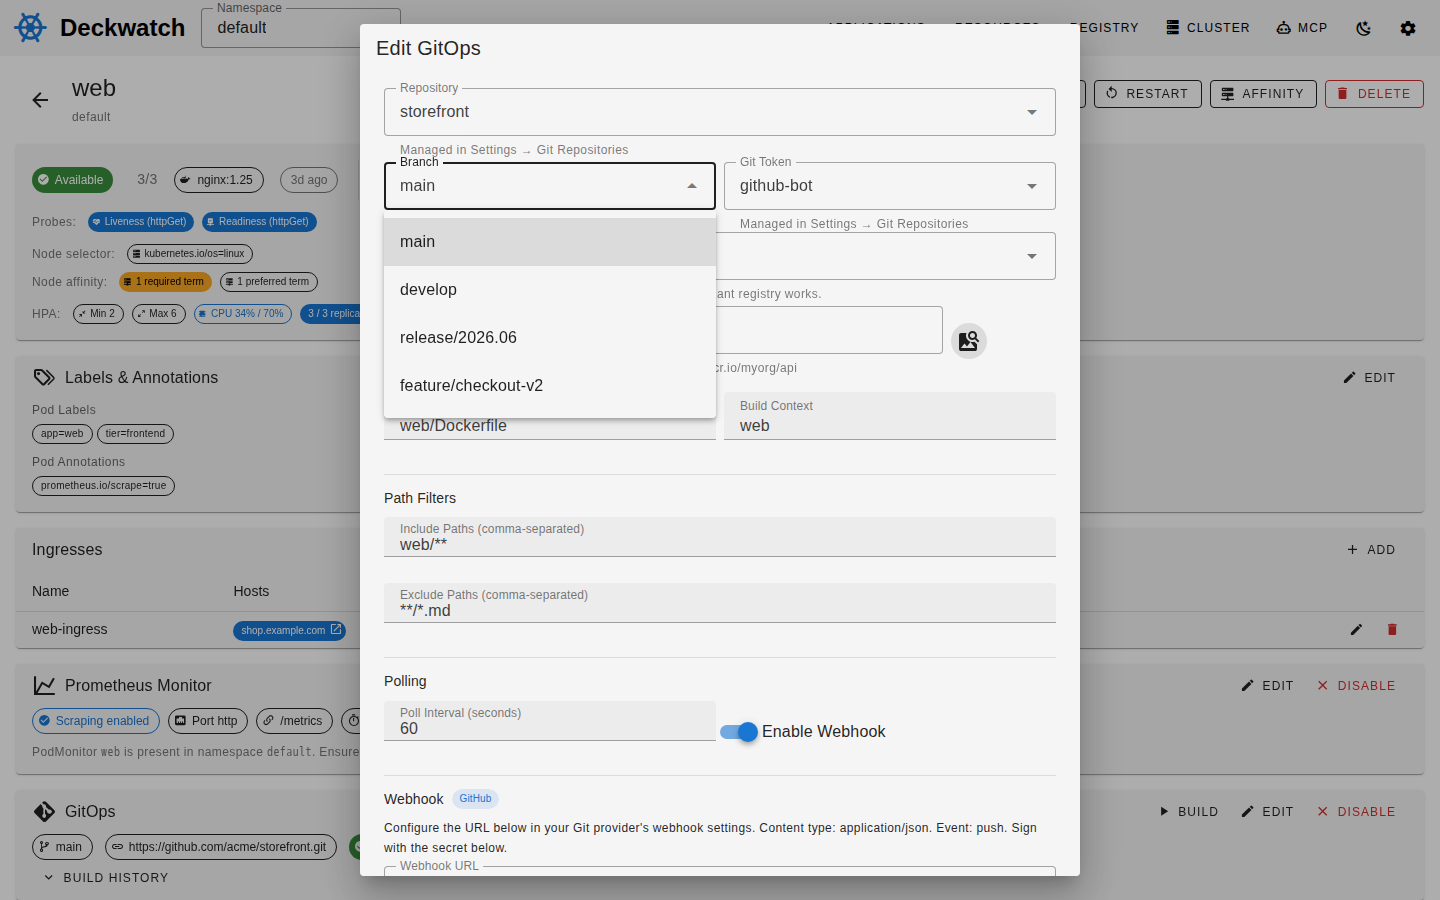 Deckwatch
Namespace
default
REGISTRY
CLUSTER
MCP
web
default
RESTART
AFFINITY
DELETE
Available
3/3
nginx:1.25
3d ago
Probes:
Liveness (httpGet)
Readiness (httpGet)
Node selector:
kubernetes.io/os=linux
Node affinity:
1 required term
1 preferred term
HPA:
Min 2
Max 6
CPU 34% / 70%
3 / 3 replica
Labels & Annotations
EDIT
Pod Labels
app=web
tier=frontend
Pod Annotations
prometheus.io/scrape=true
Ingresses
ADD
Name
Hosts
web-ingress
shop.example.com
Prometheus Monitor
EDIT
DISABLE
Scraping enabled
Port http
/metrics
PodMonitor web is present in namespace default. Ensure
GitOps
BUILD
EDIT
DISABLE
main
https://github.com/acme/storefront.git
BUILD HISTORY
Edit GitOps
Repository
storefront
Managed in Settings → Git Repositories
Branch
main
Git Token
github-bot
Managed in Settings → Git Repositories
main
develop
release/2026.06
feature/checkout-v2
ant registry works.
cr.io/myorg/api
web/Dockerfile
Build Context
web
Path Filters
Include Paths (comma-separated)
web/**
Exclude Paths (comma-separated)
**/*.md
Polling
Poll Interval (seconds)
60
Enable Webhook
Webhook
GitHub
Configure the URL below in your Git provider's webhook settings. Content type: application/json. Event: push. Sign
with the secret below.
Webhook URL